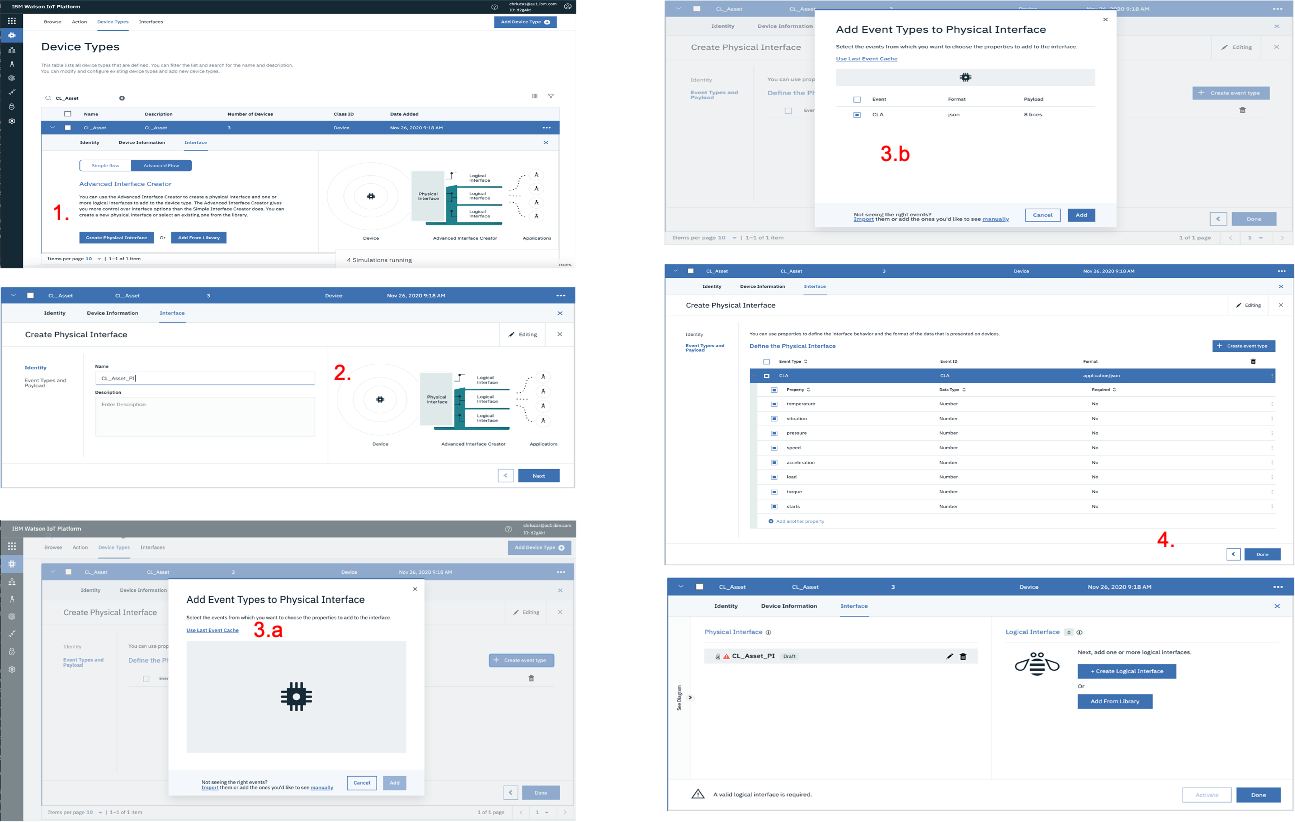 IBM Watson IoT Platform
Browse Action Device Types Interfaces
Add Device Type
Device Types
This table lists all device types that are defined. You can filter the list and search for the name and description.
You can modify and configure existing device types and add new device types.
CL_Asset
Name Description Number of Devices Class ID Date Added
CL_Asset CL_Asset 3 Device Nov 26, 2020 9:18 AM
Identity Device Information Interface
Simple flow Advanced Flow
Advanced Interface Creator
You can use the Advanced Interface Creator to create a physical interface and one or
more logical interfaces to add to the device type. The Advanced Interface Creator gives
you more control over interface options than the Simple Interface Creator does. You can
create a new physical interface or select an existing one from the library.
1.
Create Physical Interface Or Add From Library
Physical
Interface
Logical
Interface
Logical
Interface
Logical
Interface
Device Advanced Interface Creator Applications
Items per page 10 | 1–1 of 1 item
4 Simulations running
CL_Asset CL_Asset 3 Device Nov 26, 2020 9:18 AM
Identity Device Information Interface
Create Physical Interface Editing
Identity
Event Types and
Payload
Name
CL_Asset_PI
Description
Enter Description
2.
Physical
Interface
Logical
Interface
Logical
Interface
Logical
Interface
Device Advanced Interface Creator Applications
Next
IBM Watson IoT Platform
Browse Action Device Types Interfaces
Add Device Type
CL_Asset CL_Asset 3 Device Nov 26, 2020 9:18 AM
Identity Device Information
Create Physical Interface Editing
Identity
Event Types and
Payload
You can use prop
Define the Ph
Create event type
Add Event Types to Physical Interface
Select the events from which you want to choose the properties to add to the interface
Use Last Event Cache
3.a
Not seeing the right events?
Import them or add the ones you'd like to see manually
Cancel Add
Done
Items per page 10 | 1–1 of 1 item 1 of 1 page 1
CL_Asset Nov 26, 2020 9:18 AM
Identity Device Information
Create Physical Interface Editing
Identity
Event Types and
Payload
You can use prop
Define the Ph
Create event type
Add Event Types to Physical Interface
Select the events from which you want to choose the properties to add to the interface
Use Last Event Cache
Event Format Payload
CLA json 8 lines
3.b
Not seeing the right events?
Import them or add the ones you'd like to see manually
Cancel Add
Done
Items per page 10 | 1–1 of 1 item 1 of 1 page 1
CL_Asset CL_Asset 3 Device Nov 26, 2020 9:18 AM
Identity Device Information Interface
Create Physical Interface Editing
Identity
Event Types and
Payload
You can use properties to define the interface behavior and the format of the data that is presented on devices.
Define the Physical Interface
Create event type
Event Type Event ID Format
CLA CLA application/json
Property Data Type Required
temperature Number No
vibration Number No
pressure Number No
speed Number No
acceleration Number No
load Number No
torque Number No
starts Number No
Add another property
4.
Done
CL_Asset CL_Asset 3 Device Nov 26, 2020 9:18 AM
Identity Device Information Interface
Physical Interface
CL_Asset_PI Draft
See Diagram
Logical Interface 0
Next, add one or more logical interfaces.
+ Create Logical Interface
Or
Add From Library
A valid logical interface is required.
Activate Done